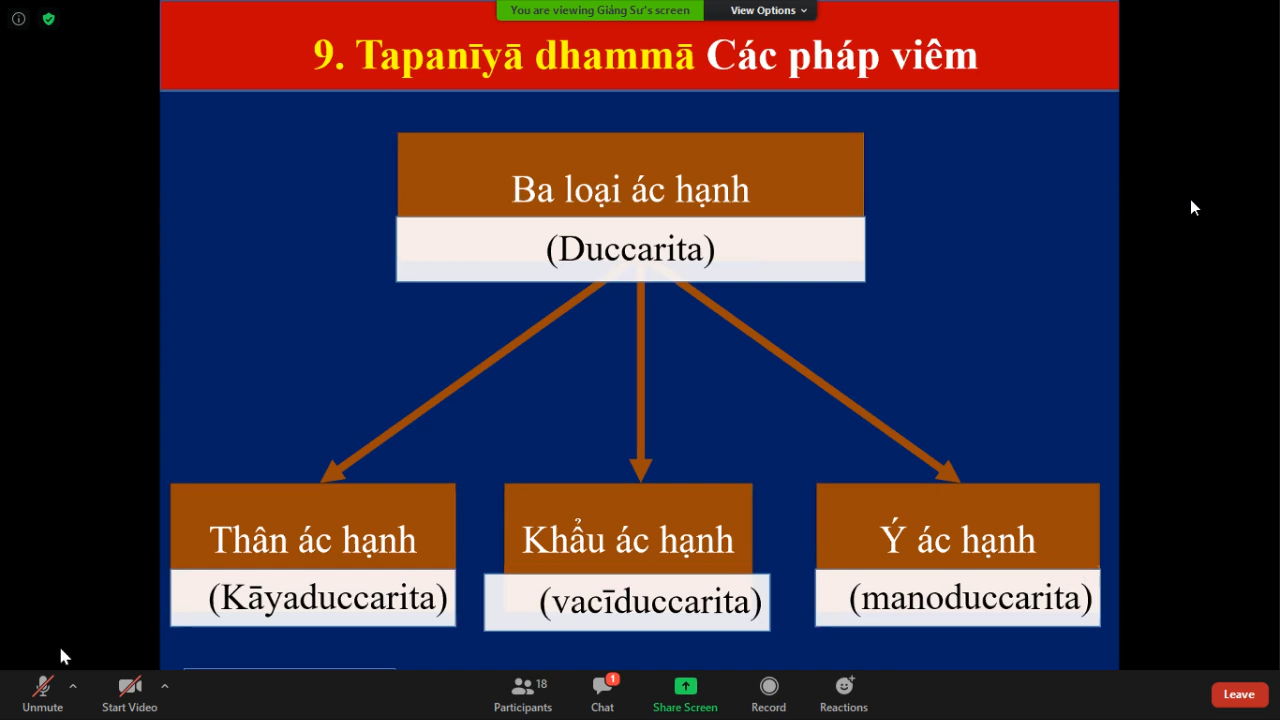 You are viewing Giảng Sư's screen
View Options
9. Tapanīyā dhammā Các pháp viêm
Ba loại ác hạnh
(Duccarita)
Thân ác hạnh
(Kāyaduccarita)
Khẩu ác hạnh
(vacīduccarita)
Ý ác hạnh
(manoduccarita)
Unmute
Start Video
18
Participants
1
Chat
Share Screen
Record
Reactions
Leave